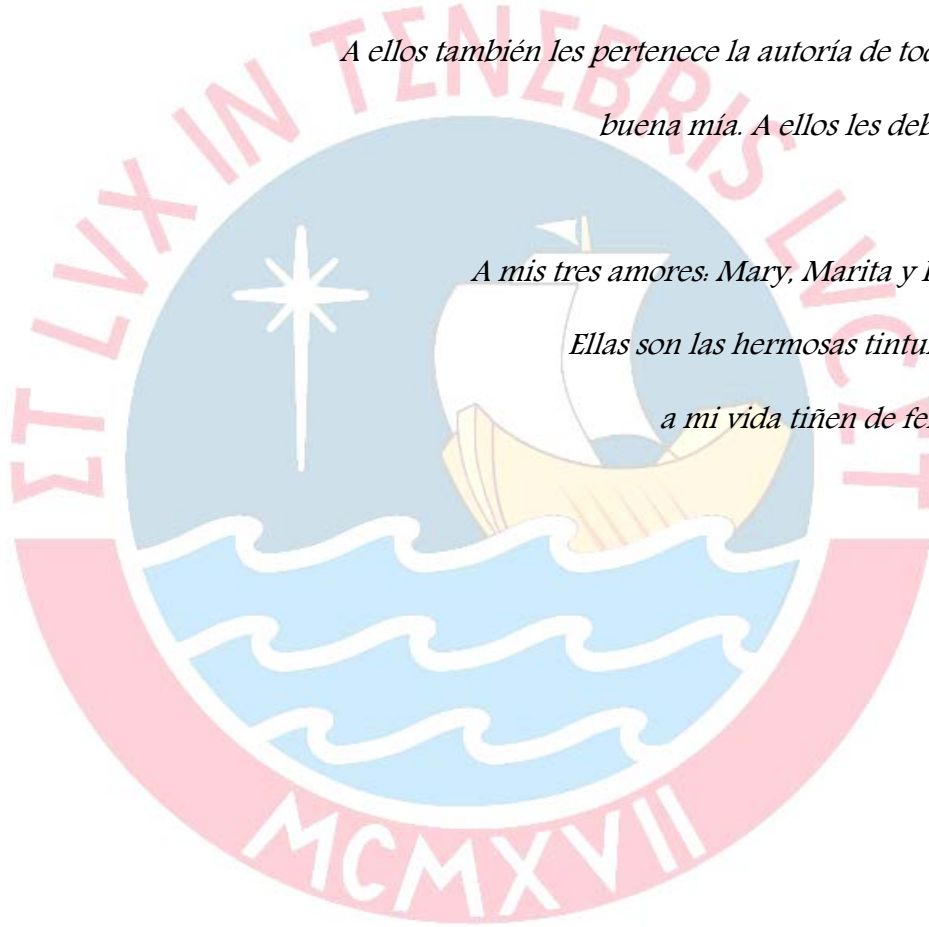 ET LVX IN TENEBRIS LVCET
A ellos también les pertenece la autoría de
buena mía. A ellos les
A mis tres amores: Mary, Marita y
Ellas son las hermosas
a mi vida tiñen de
MCMXVII